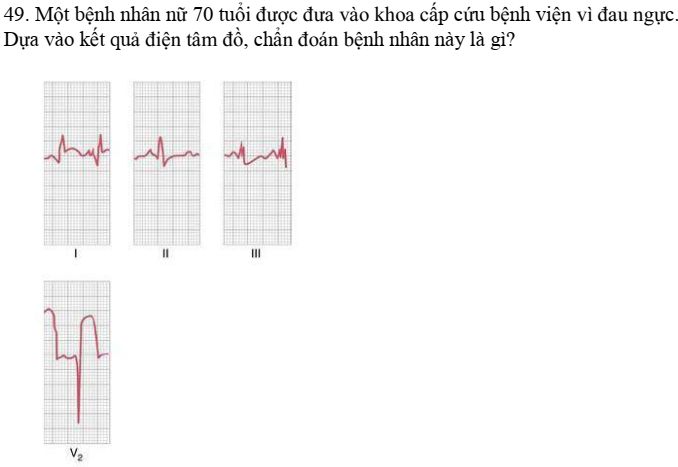 49. Một bệnh nhân nữ 70 tuổi được đưa vào khoa cấp cứu bệnh viện vì đau ngực.
Dựa vào kết quả điện tâm đồ, chẩn đoán bệnh nhân này là gì?
I II III
V2